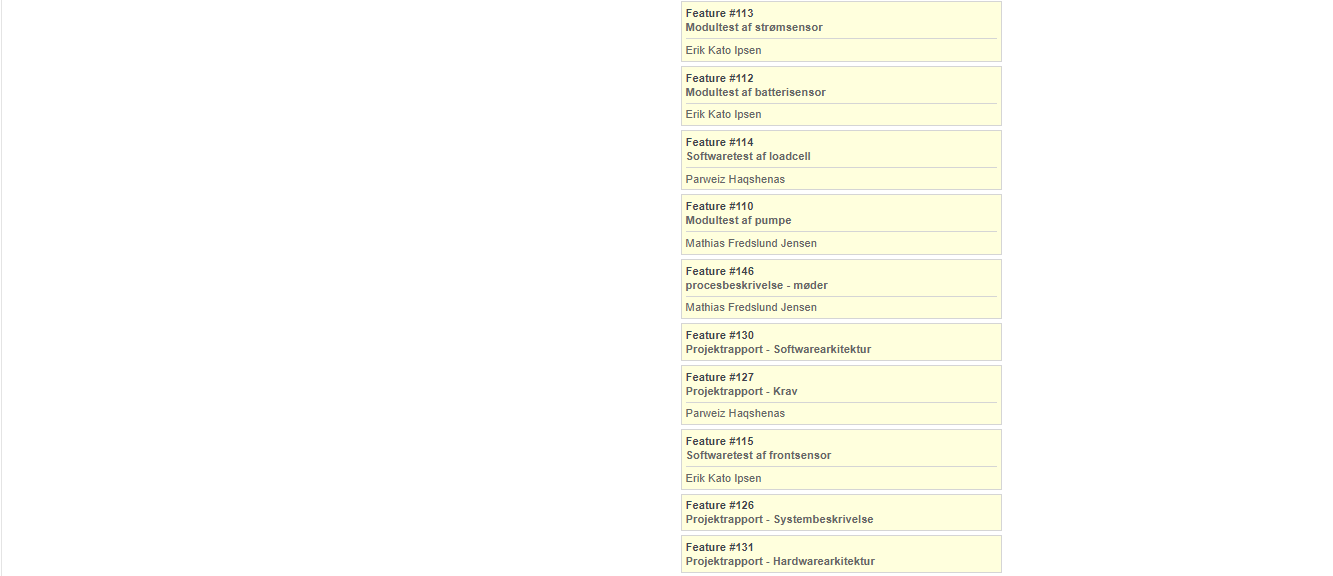 Feature #113
Modultest af strømsensor
Erik Kato Ipsen
Feature #112
Modultest af batterisensor
Erik Kato Ipsen
Feature #114
Softwaretest af loadcell
Parweiz Haqshenas
Feature #110
Modultest af pumpe
Mathias Fredslund Jensen
Feature #146
procesbeskrivelse - møder
Mathias Fredslund Jensen
Feature #130
Projektrapport - Softwarearkitektur
Feature #127
Projektrapport - Krav
Parweiz Haqshenas
Feature #115
Softwaretest af frontsensor
Erik Kato Ipsen
Feature #126
Projektrapport - Systembeskrivelse
Feature #131
Projektrapport - Hardwarearkitektur